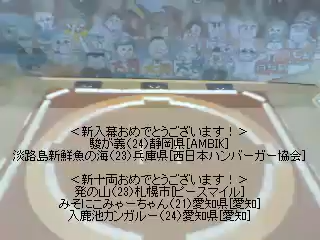 ＜新入幕おめでとうございます！＞
駿が義(24)静岡県[AMBIK]
淡路島新鮮魚の海(23)兵庫県[西日本ハンバーガー協会]
＜新十両おめでとうございます！＞
発の山(23)札幌市[ピースマイル]
みそにこみゃーちゃん(21)愛知県[愛知]
入鹿池カンガルー(24)愛知県[愛知]